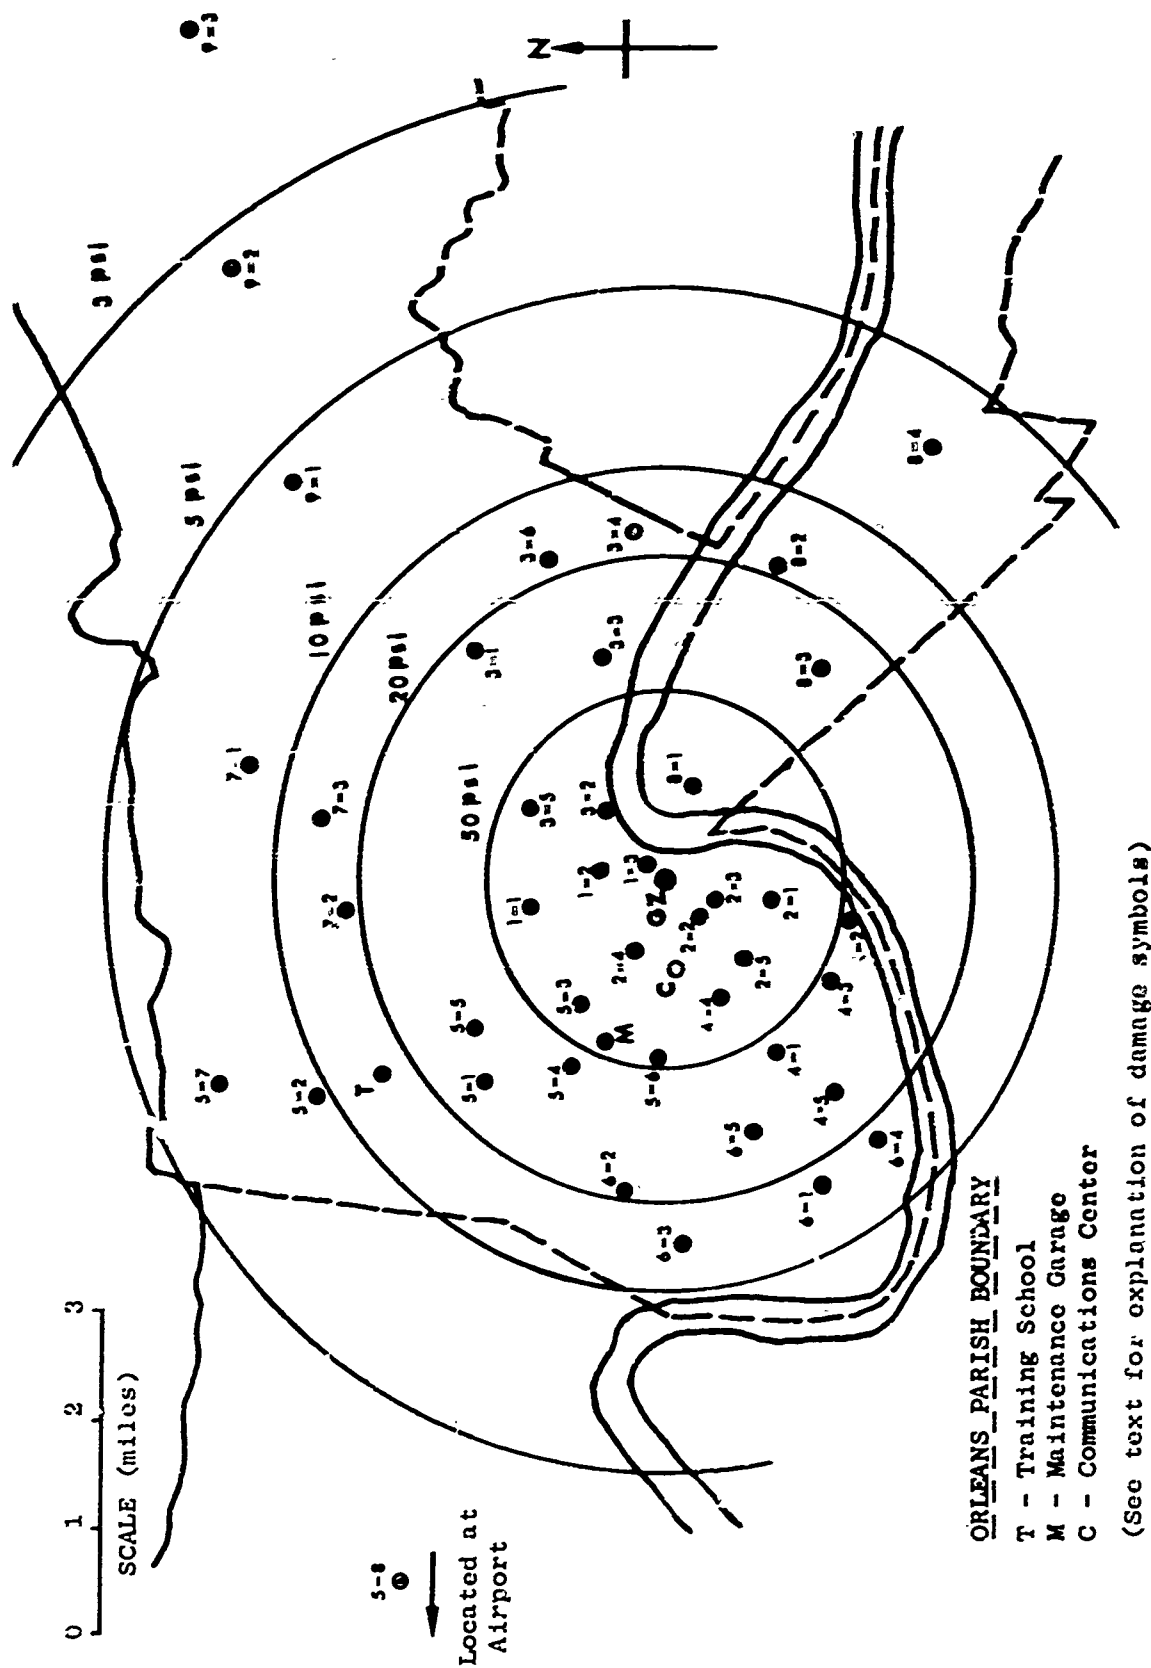 0 1 2 3
SCALE (miles)
N
9-3
9-2
3 psi
9-1
5 psi
5-8
Located at
Airport
7-1
10 psi
7-3
7-2
20 psi
5-7
5-2
T
3-6
3-4
3-1
3-3
50 psi
3-5
3-2
1-1
1-2
1-3
GZ
5-5
5-3
5-1
5-4
M
5-6
2-4
C
2-2
2-3
2-1
2-5
4-4
4-3
4-1
4-5
6-2
6-5
6-3
6-1
6-4
8-1
8-2
8-3
8-4
ORLEANS PARISH BOUNDARY
T - Training School
M - Maintenance Garage
C - Communications Center
(See text for explanation of damage symbols)